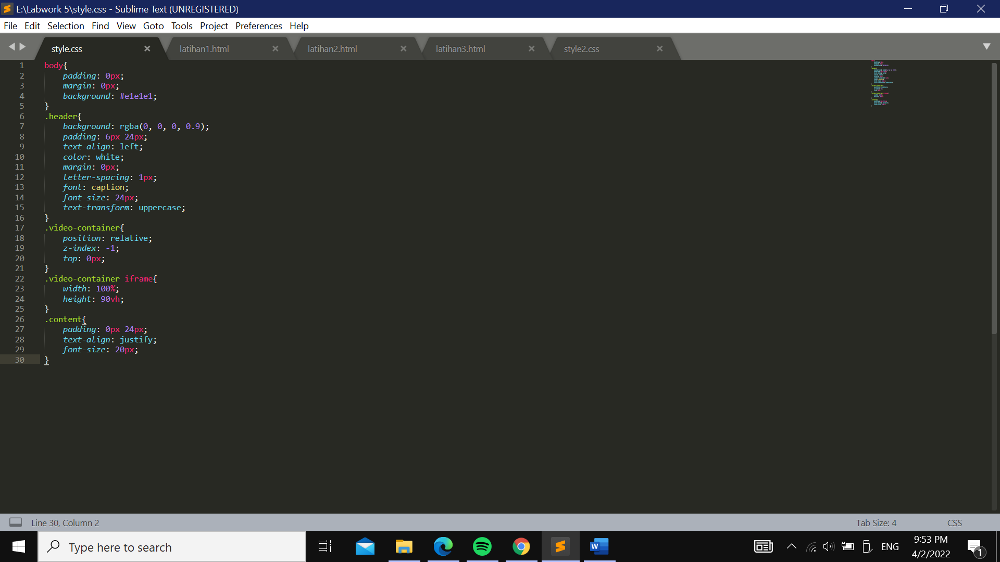 E:\Labwork 5\style.css - Sublime Text (UNREGISTERED)
File Edit Selection Find View Goto Tools Project Preferences Help
style.css latihan1.html latihan2.html latihan3.html style2.css
1 body{
2 padding: 0px;
3 margin: 0px;
4 background: #e1e1e1;
5 }
6 .header{
7 background: rgba(0, 0, 0, 0.9);
8 padding: 6px 24px;
9 text-align: left;
10 color: white;
11 margin: 0px;
12 letter-spacing: 1px;
13 font: caption;
14 font-size: 24px;
15 text-transform: uppercase;
16 }
17 .video-container{
18 position: relative;
19 z-index: -1;
20 top: 0px;
21 }
22 .video-container iframe{
23 width: 100%;
24 height: 90vh;
25 }
26 .content{
27 padding: 0px 24px;
28 text-align: justify;
29 font-size: 20px;
30 }
Line 30, Column 2 Tab Size: 4 CSS
Type here to search
W
ENG
9:53 PM
4/2/2022
1